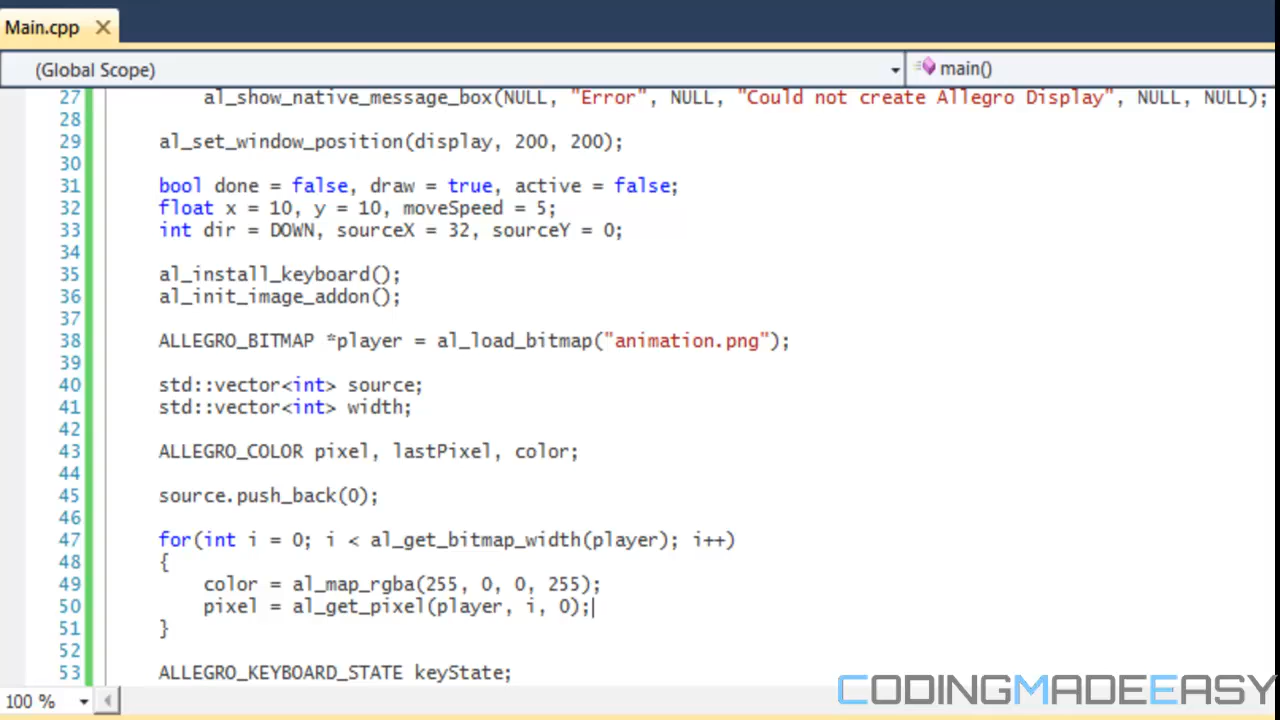 Main.cpp
(Global Scope)
main()
27 al_show_native_message_box(NULL, "Error", NULL, "Could not create Allegro Display", NULL, NULL);
28
29 al_set_window_position(display, 200, 200);
30
31 bool done = false, draw = true, active = false;
32 float x = 10, y = 10, moveSpeed = 5;
33 int dir = DOWN, sourceX = 32, sourceY = 0;
34
35 al_install_keyboard();
36 al_init_image_addon();
37
38 ALLEGRO_BITMAP *player = al_load_bitmap("animation.png");
39
40 std::vector<int> source;
41 std::vector<int> width;
42
43 ALLEGRO_COLOR pixel, lastPixel, color;
44
45 source.push_back(0);
46
47 for(int i = 0; i < al_get_bitmap_width(player); i++)
48 {
49 color = al_map_rgba(255, 0, 0, 255);
50 pixel = al_get_pixel(player, i, 0);
51 }
52
53 ALLEGRO_KEYBOARD_STATE keyState;
100 %
CODINGMADEEASY